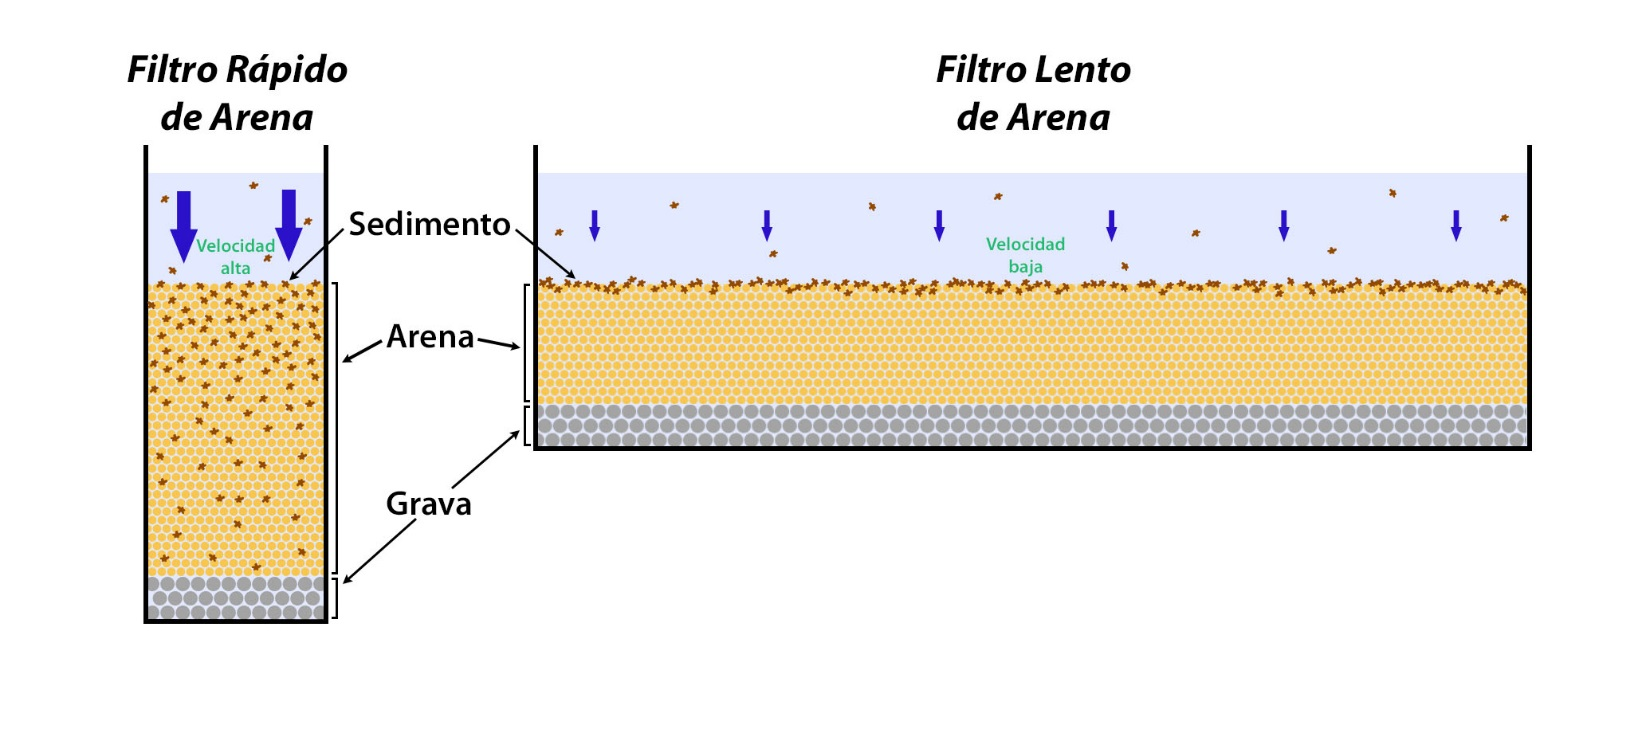 Filtro Rápido
de Arena
Filtro Lento
de Arena
Sedimento
Velocidad
alta
Velocidad
baja
Arena
Grava